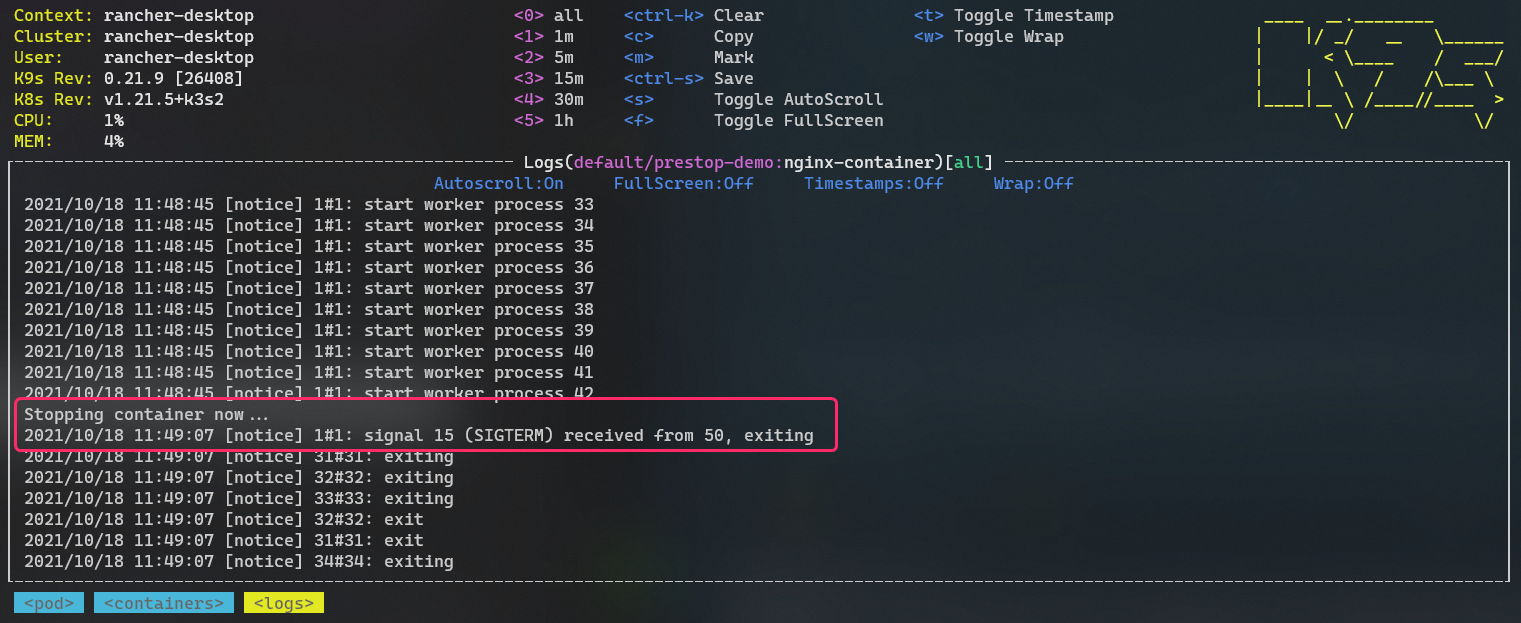 Context: rancher-desktop <0> all <ctrl-k> Clear <t> Toggle Timestamp
Cluster: rancher-desktop <1> 1m <c> Copy <w> Toggle Wrap
User: rancher-desktop <2> 5m <m> Mark
K9s Rev: 0.21.9 [26408] <3> 15m <ctrl-s> Save
K8s Rev: v1.21.5+k3s2 <4> 30m <s> Toggle AutoScroll
CPU: 1% <5> 1h <f> Toggle FullScreen
MEM: 4%
Logs(default/prestop-demo:nginx-container)[all]
Autoscroll:On FullScreen:Off Timestamps:Off Wrap:Off
2021/10/18 11:48:45 [notice] 1#1: start worker process 33
2021/10/18 11:48:45 [notice] 1#1: start worker process 34
2021/10/18 11:48:45 [notice] 1#1: start worker process 35
2021/10/18 11:48:45 [notice] 1#1: start worker process 36
2021/10/18 11:48:45 [notice] 1#1: start worker process 37
2021/10/18 11:48:45 [notice] 1#1: start worker process 38
2021/10/18 11:48:45 [notice] 1#1: start worker process 39
2021/10/18 11:48:45 [notice] 1#1: start worker process 40
2021/10/18 11:48:45 [notice] 1#1: start worker process 41
2021/10/18 11:48:45 [notice] 1#1: start worker process 42
Stopping container now...
2021/10/18 11:49:07 [notice] 1#1: signal 15 (SIGTERM) received from 50, exiting
2021/10/18 11:49:07 [notice] 31#31: exiting
2021/10/18 11:49:07 [notice] 32#32: exiting
2021/10/18 11:49:07 [notice] 33#33: exiting
2021/10/18 11:49:07 [notice] 32#32: exit
2021/10/18 11:49:07 [notice] 31#31: exit
2021/10/18 11:49:07 [notice] 34#34: exiting
<pod> <containers> <logs>